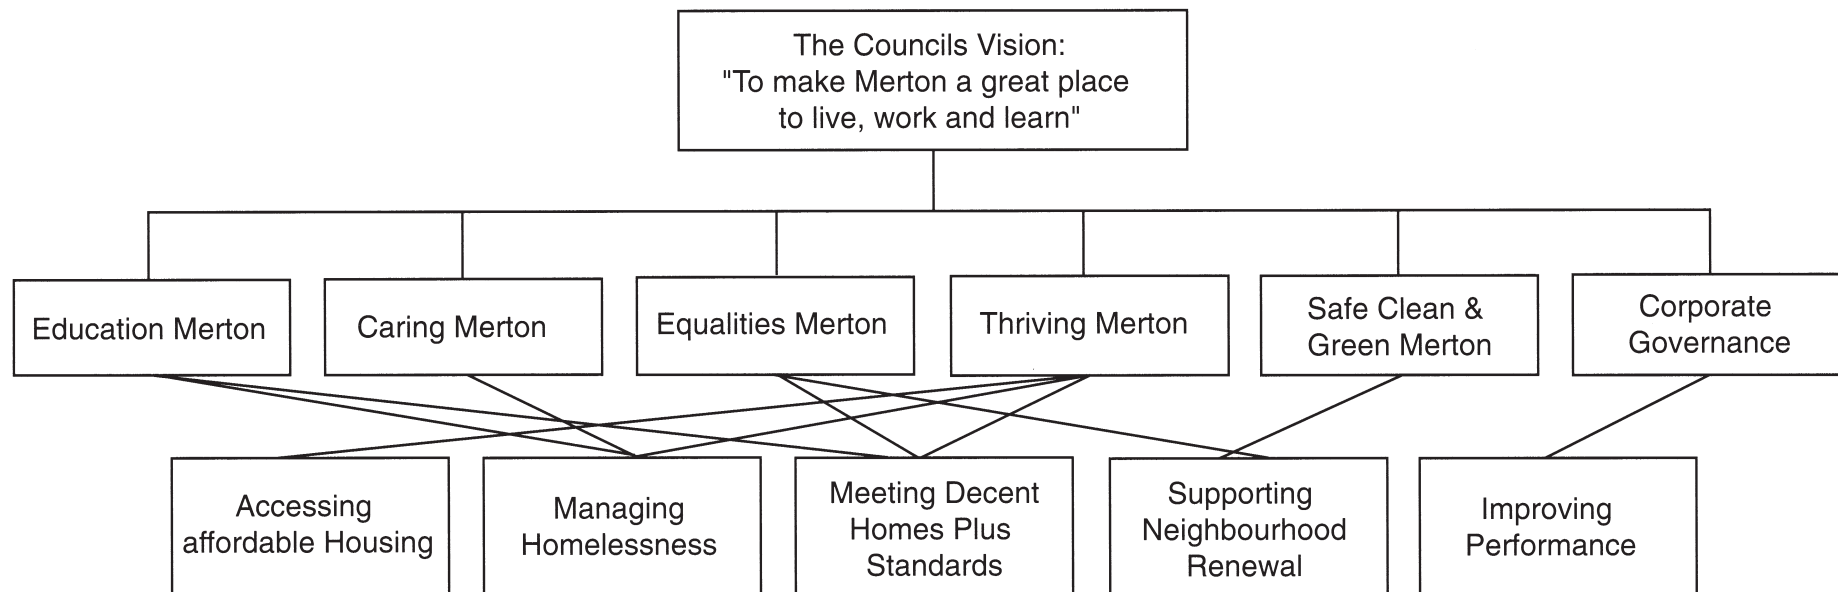 The Councils Vision:
"To make Merton a great place
to live, work and learn"
Education Merton
Caring Merton
Equalities Merton
Thriving Merton
Safe Clean &
Green Merton
Corporate
Governance
Accessing
affordable Housing
Managing
Homelessness
Meeting Decent
Homes Plus
Standards
Supporting
Neighbourhood
Renewal
Improving
Performance